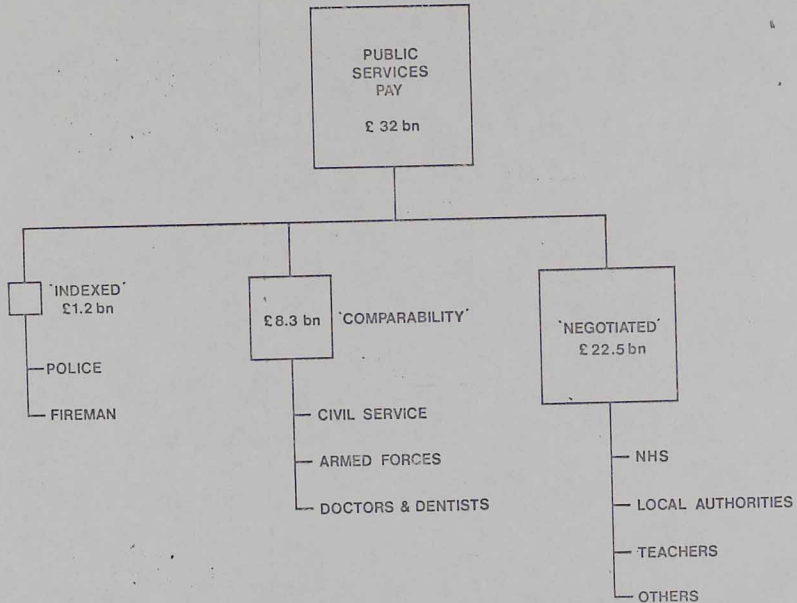 PUBLIC
SERVICES
PAY
£ 32 bn
'INDEXED'
£1.2 bn
POLICE
FIREMAN
£8.3 bn 'COMPARABILITY'
CIVIL SERVICE
ARMED FORCES
DOCTORS & DENTISTS
'NEGOTIATED'
£22.5 bn
NHS
LOCAL AUTHORITIES
TEACHERS
OTHERS